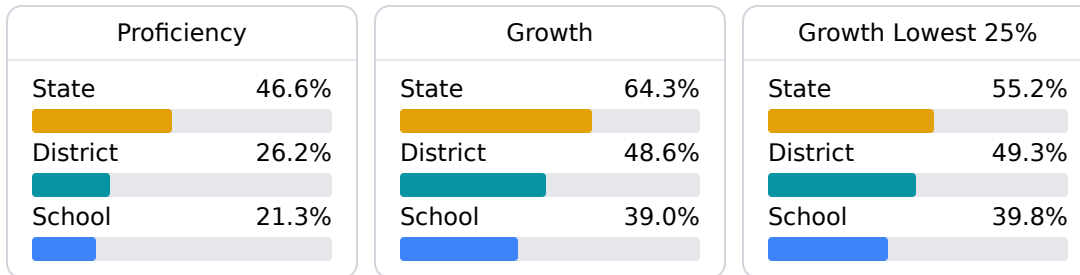 Proficiency
State 46.6%
District 26.2%
School 21.3%
Growth
State 64.3%
District 48.6%
School 39.0%
Growth Lowest 25%
State 55.2%
District 49.3%
School 39.8%